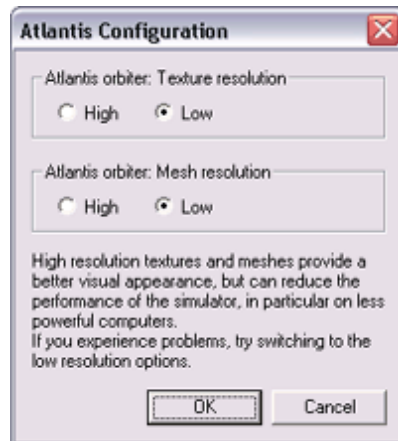 Atlantis Configuration
Atlantis orbiter: Texture resolution
High Low
Atlantis orbiter: Mesh resolution
High Low
High resolution textures and meshes provide a
better visual appearance, but can reduce the
performance of the simulator, in particular on less
powerful computers.
If you experience problems, try switching to the
low resolution options.
OK Cancel